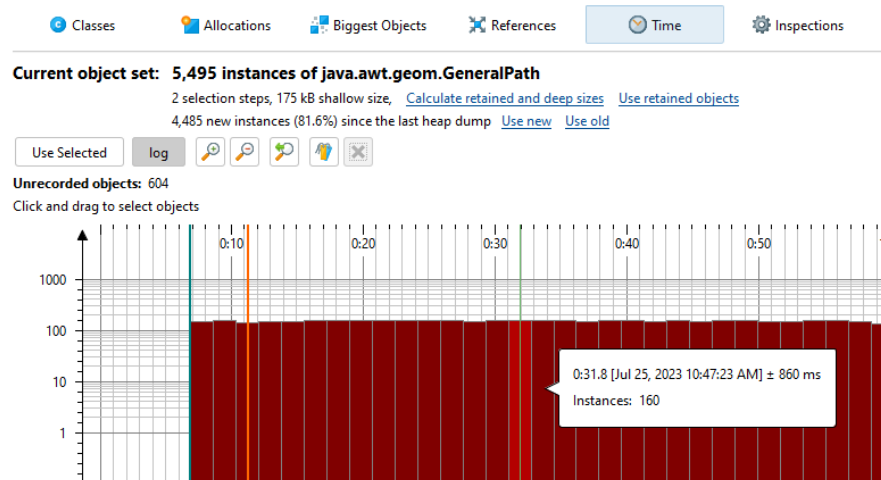 Classes Allocations Biggest Objects References Time Inspections
Current object set: 5,495 instances of java.awt.geom.GeneralPath
2 selection steps, 175 kB shallow size, Calculate retained and deep sizes Use retained objects
4,485 new instances (81.6%) since the last heap dump Use new Use old
Use Selected log
Unrecorded objects: 604
Click and drag to select objects
0:10 0:20 0:30 0:40 0:50
1000
100
10
1
0:31.8 [Jul 25, 2023 10:47:23 AM] ± 860 ms
Instances: 160